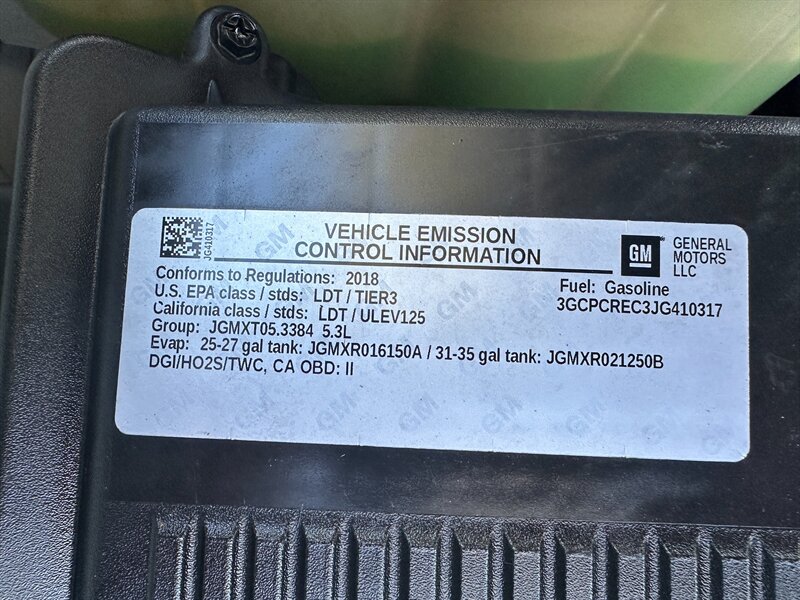 JG410317
VEHICLE EMISSION
CONTROL INFORMATION
GM
GENERAL
MOTORS
LLC
Conforms to Regulations: 2018
U.S. EPA class / stds: LDT / TIER3
California class / stds: LDT / ULEV125
Group: JGMXT05.3384 5.3L
Evap: 25-27 gal tank: JGMXR016150A / 31-35 gal tank: JGMXR021250B
DGI/HO2S/TWC, CA OBD: II
Fuel: Gasoline
3GCPCREC3JG410317